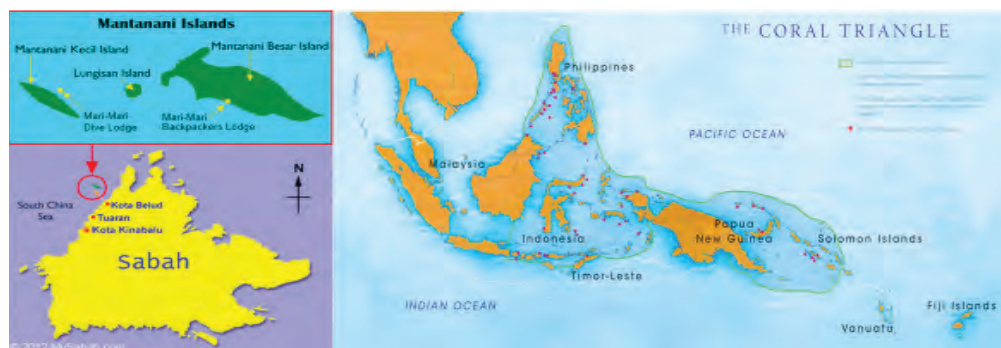 Mantanani Islands
Mantanani Kecil Island
Mantanani Besar Island
Lungisan Island
Mari-Mari
Dive Lodge
Mari-Mari
Backpackers Lodge
N
South China
Sea
Kota Belud
Tuaran
Kota Kinabalu
Sabah
THE CORAL TRIANGLE
Philippines
PACIFIC OCEAN
Malaysia
Indonesia
Papua
New Guinea
Solomon Islands
Timor-Leste
INDIAN OCEAN
Vanuatu
Fiji Islands